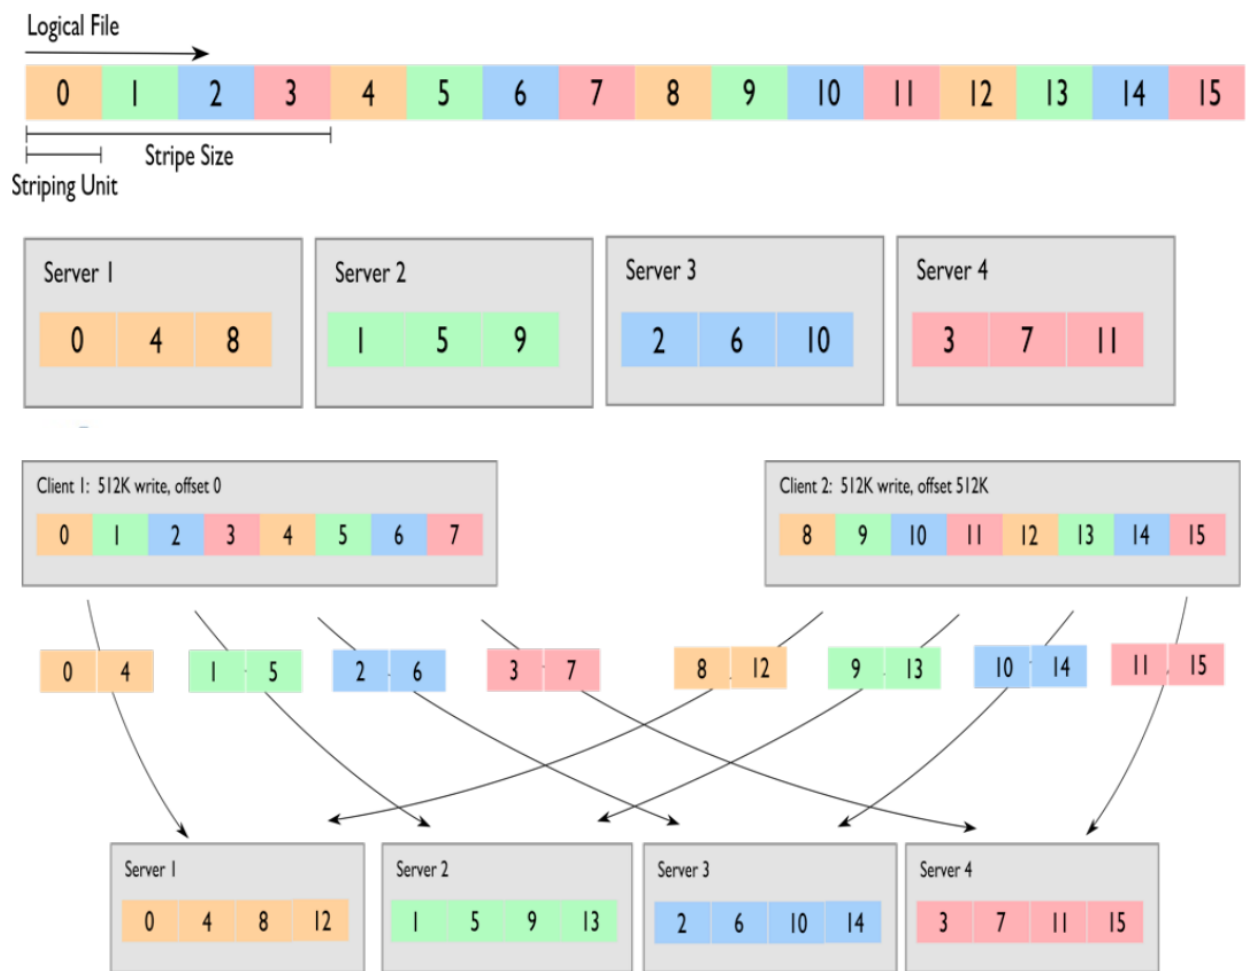 Logical File
0 1 2 3 4 5 6 7 8 9 10 11 12 13 14 15
Stripe Size
Striping Unit
Server 1
0 4 8
Server 2
1 5 9
Server 3
2 6 10
Server 4
3 7 11
Client 1: 512K write, offset 0
0 1 2 3 4 5 6 7
Client 2: 512K write, offset 512K
8 9 10 11 12 13 14 15
0 4
1 5
2 6
3 7
8 12
9 13
10 14
11 15
Server 1
0 4 8 12
Server 2
1 5 9 13
Server 3
2 6 10 14
Server 4
3 7 11 15